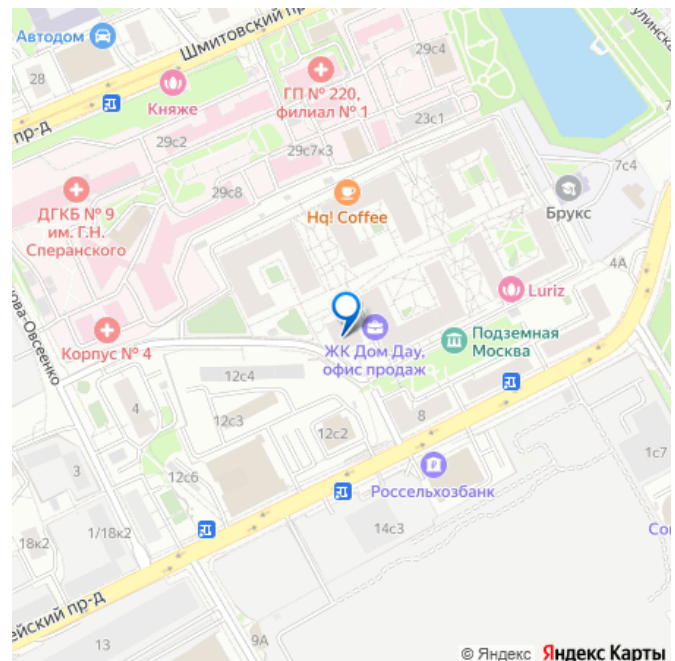 Автодом
Шмитовский пр-
29с4
28
ГП № 220,
филиал № 1
Княже
23с1
пр-д
29с2
29с7к3
7с4
29с8
ДГКБ № 9
им. Г.Н.
Сперанского
Hq! Coffee
Брукс
4А
Luriz
Корпус № 4
Подземная
Москва
ЖК Дом Дау,
офис продаж
ова-Овсеенко
12с4
4
12с3
8
12с2
1с7
3
12с6
Россельхозбанк
14с3
18к2
1/18к2
ейский пр-д
13
9А
© Яндекс Яндекс Карты